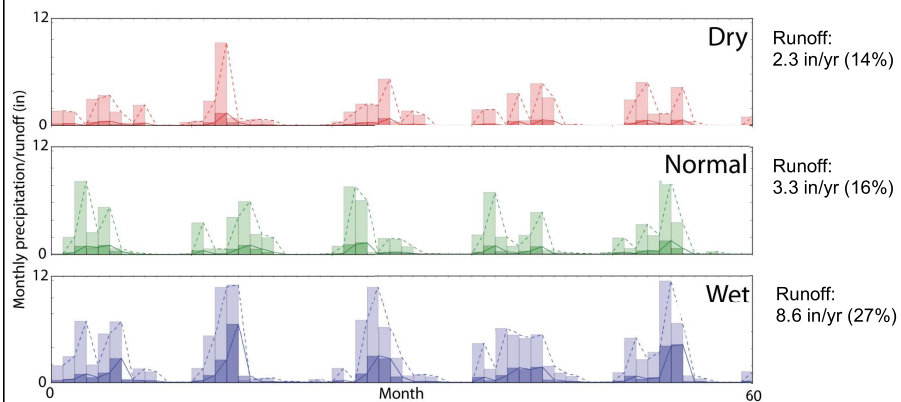 12
Dry
Runoff:
2.3 in/yr (14%)
0
Monthly precipitation/runoff (in)
12
Normal
Runoff:
3.3 in/yr (16%)
0
12
Wet
Runoff:
8.6 in/yr (27%)
0
0
Month
60